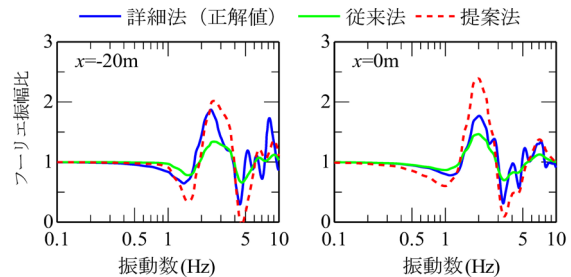 詳細法（正解値） 従来法 提案法
x=-20m x=0m
フーリェ振幅比
3 3
2 2
1 1
0 0
0.1 0.5 1 5 10 0.1 0.5 1 5 10
振動数(Hz) 振動数(Hz)